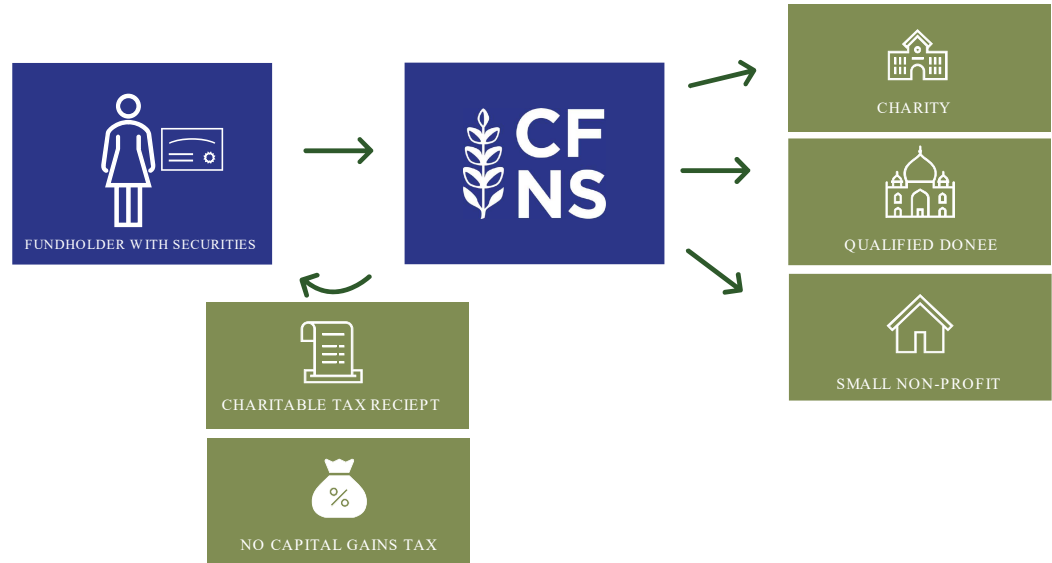 FUNDHOLDER WITH SECURITIES
CF
NS
CHARITY
QUALIFIED DONEE
SMALL NON-PROFIT
CHARITABLE TAX RECIEPT
NO CAPITAL GAINS TAX
%